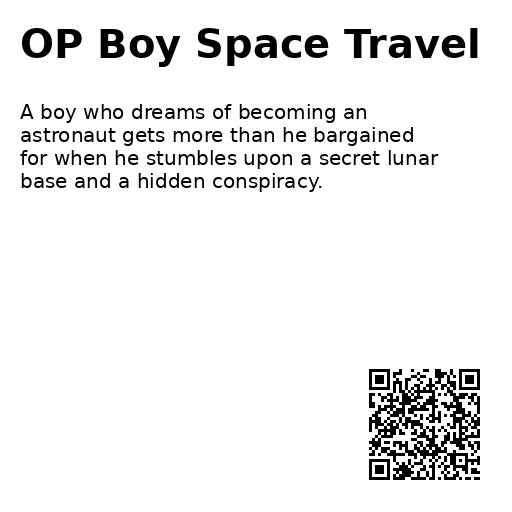 OP Boy Space Travel
A boy who dreams of becoming an
astronaut gets more than he bargained
for when he stumbles upon a secret lunar
base and a hidden conspiracy.